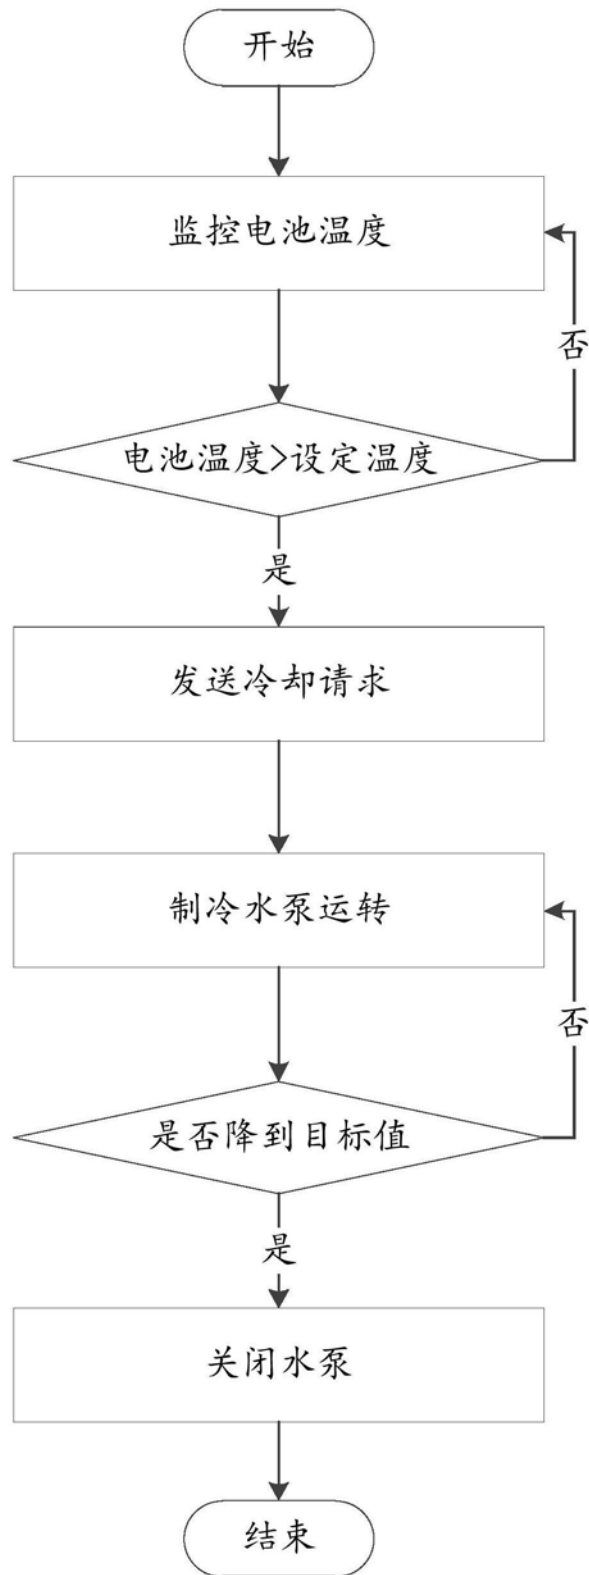 开始
监控电池温度
否
电池温度>设定温度
是
发送冷却请求
制冷水泵运转
否
是否降到目标值
是
关闭水泵
结束